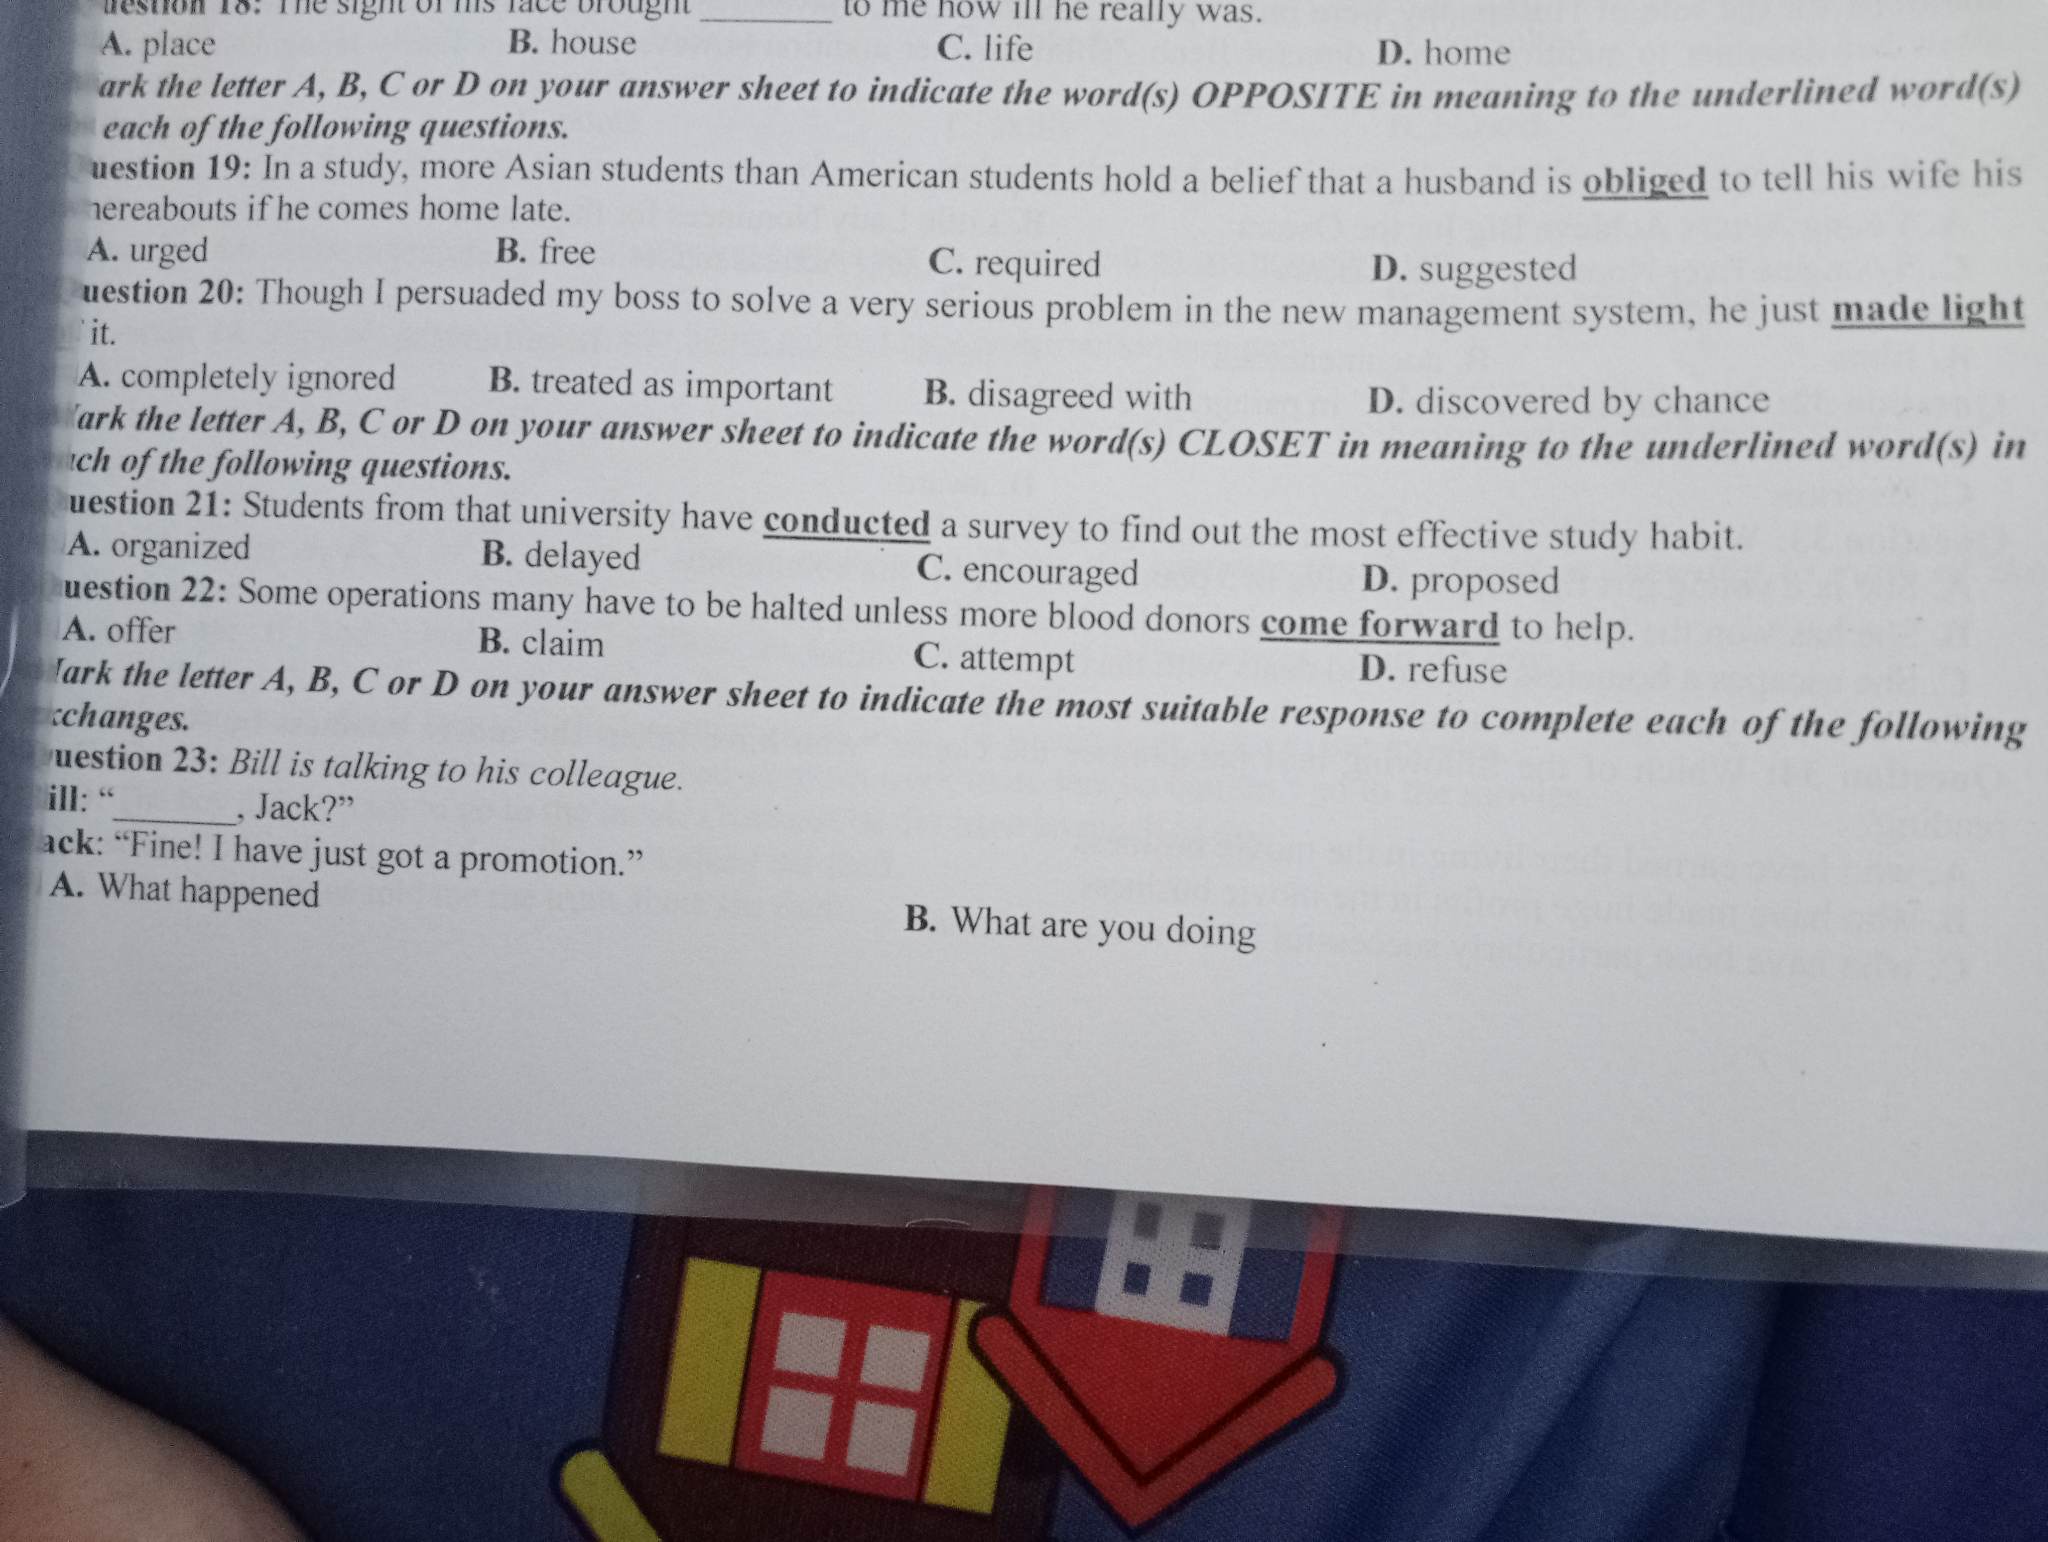 uestion 18: The sight of his face brought ________ to me how ill he really was.
A. place B. house C. life D. home
ark the letter A, B, C or D on your answer sheet to indicate the word(s) OPPOSITE in meaning to the underlined word(s)
each of the following questions.
uestion 19: In a study, more Asian students than American students hold a belief that a husband is obliged to tell his wife his
hereabouts if he comes home late.
A. urged B. free C. required D. suggested
uestion 20: Though I persuaded my boss to solve a very serious problem in the new management system, he just made light
it.
A. completely ignored B. treated as important B. disagreed with D. discovered by chance
ark the letter A, B, C or D on your answer sheet to indicate the word(s) CLOSET in meaning to the underlined word(s) in
ach of the following questions.
uestion 21: Students from that university have conducted a survey to find out the most effective study habit.
A. organized B. delayed C. encouraged D. proposed
uestion 22: Some operations many have to be halted unless more blood donors come forward to help.
A. offer B. claim C. attempt D. refuse
ark the letter A, B, C or D on your answer sheet to indicate the most suitable response to complete each of the following
xchanges.
uestion 23: Bill is talking to his colleague.
ill: “_______, Jack?”
ack: “Fine! I have just got a promotion.”
A. What happened B. What are you doing